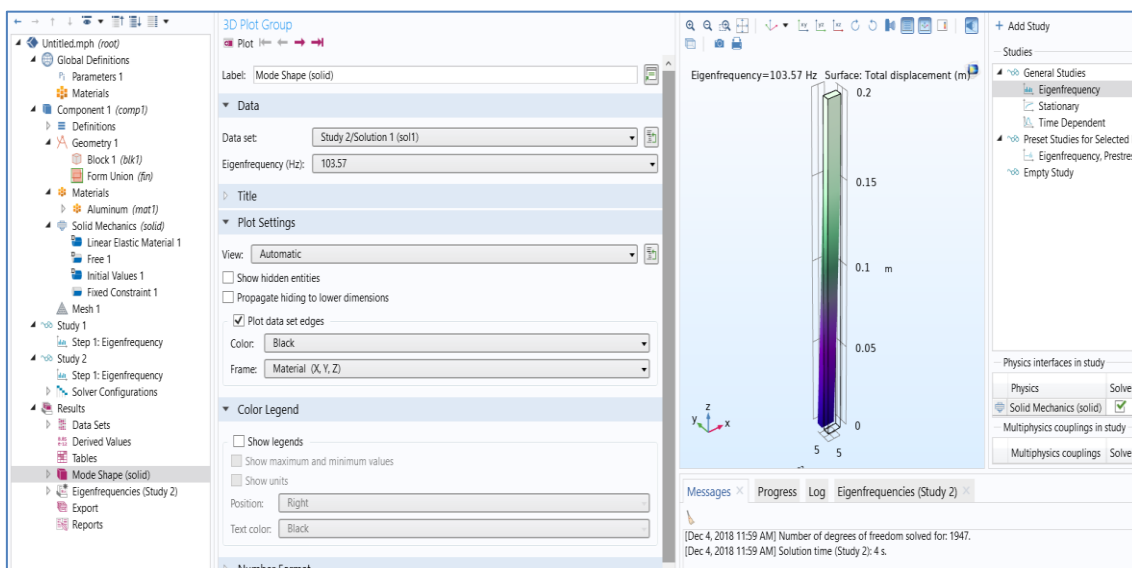 Untitled.mph (root)
Global Definitions
Pi Parameters 1
Materials
Component 1 (comp1)
Definitions
Geometry 1
Block 1 (blk1)
Form Union (fin)
Materials
Aluminum (mat1)
Solid Mechanics (solid)
Linear Elastic Material 1
Free 1
Initial Values 1
Fixed Constraint 1
Mesh 1
Study 1
Step 1: Eigenfrequency
Study 2
Step 1: Eigenfrequency
Solver Configurations
Results
Data Sets
Derived Values
Tables
Mode Shape (solid)
Eigenfrequencies (Study 2)
Export
Reports
3D Plot Group
Plot
Label: Mode Shape (solid)
Data
Data set: Study 2/Solution 1 (sol1)
Eigenfrequency (Hz): 103.57
Title
Plot Settings
View: Automatic
Show hidden entities
Propagate hiding to lower dimensions
Plot data set edges
Color: Black
Frame: Material (X, Y, Z)
Color Legend
Show legends
Show maximum and minimum values
Show units
Position: Right
Text color: Black
Number Format
Eigenfrequency=103.57 Hz Surface: Total displacement (m)
0.2
0.15
0.1 m
0.05
0
5 5
z
y x
Messages Progress Log Eigenfrequencies (Study 2)
[Dec 4, 2018 11:59 AM] Number of degrees of freedom solved for: 1947.
[Dec 4, 2018 11:59 AM] Solution time (Study 2): 4 s.
+ Add Study
Studies
General Studies
Eigenfrequency
Stationary
Time Dependent
Preset Studies for Selected
Eigenfrequency, Prestre
Empty Study
Physics interfaces in study
Physics Solve
Solid Mechanics (solid)
Multiphysics couplings in study
Multiphysics couplings Solve